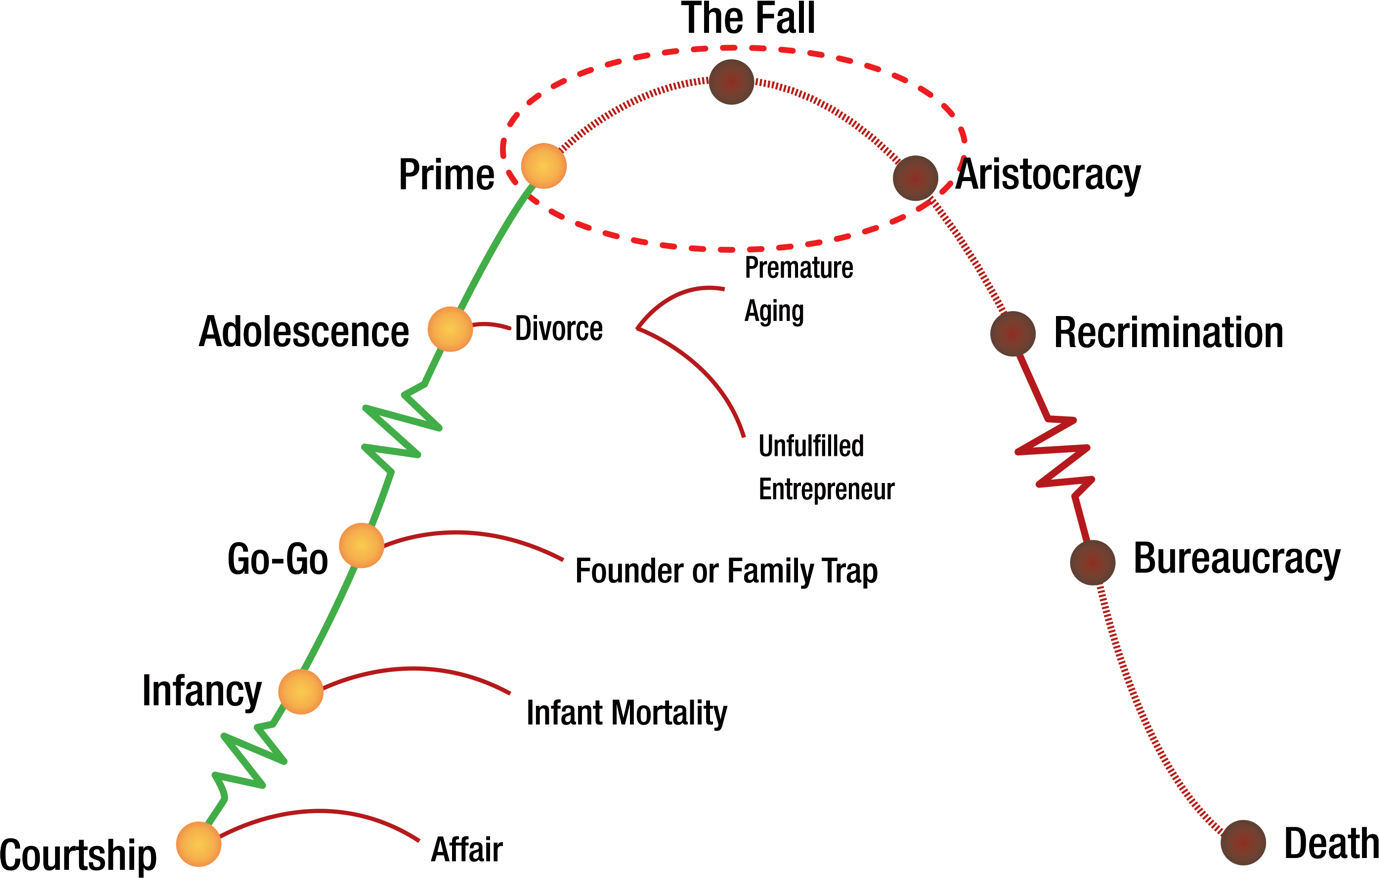 The Fall
Prime
Aristocracy
Premature
Aging
Adolescence
Divorce
Recrimination
Unfulfilled
Entrepreneur
Go-Go
Founder or Family Trap
Bureaucracy
Infancy
Infant Mortality
Courtship
Affair
Death